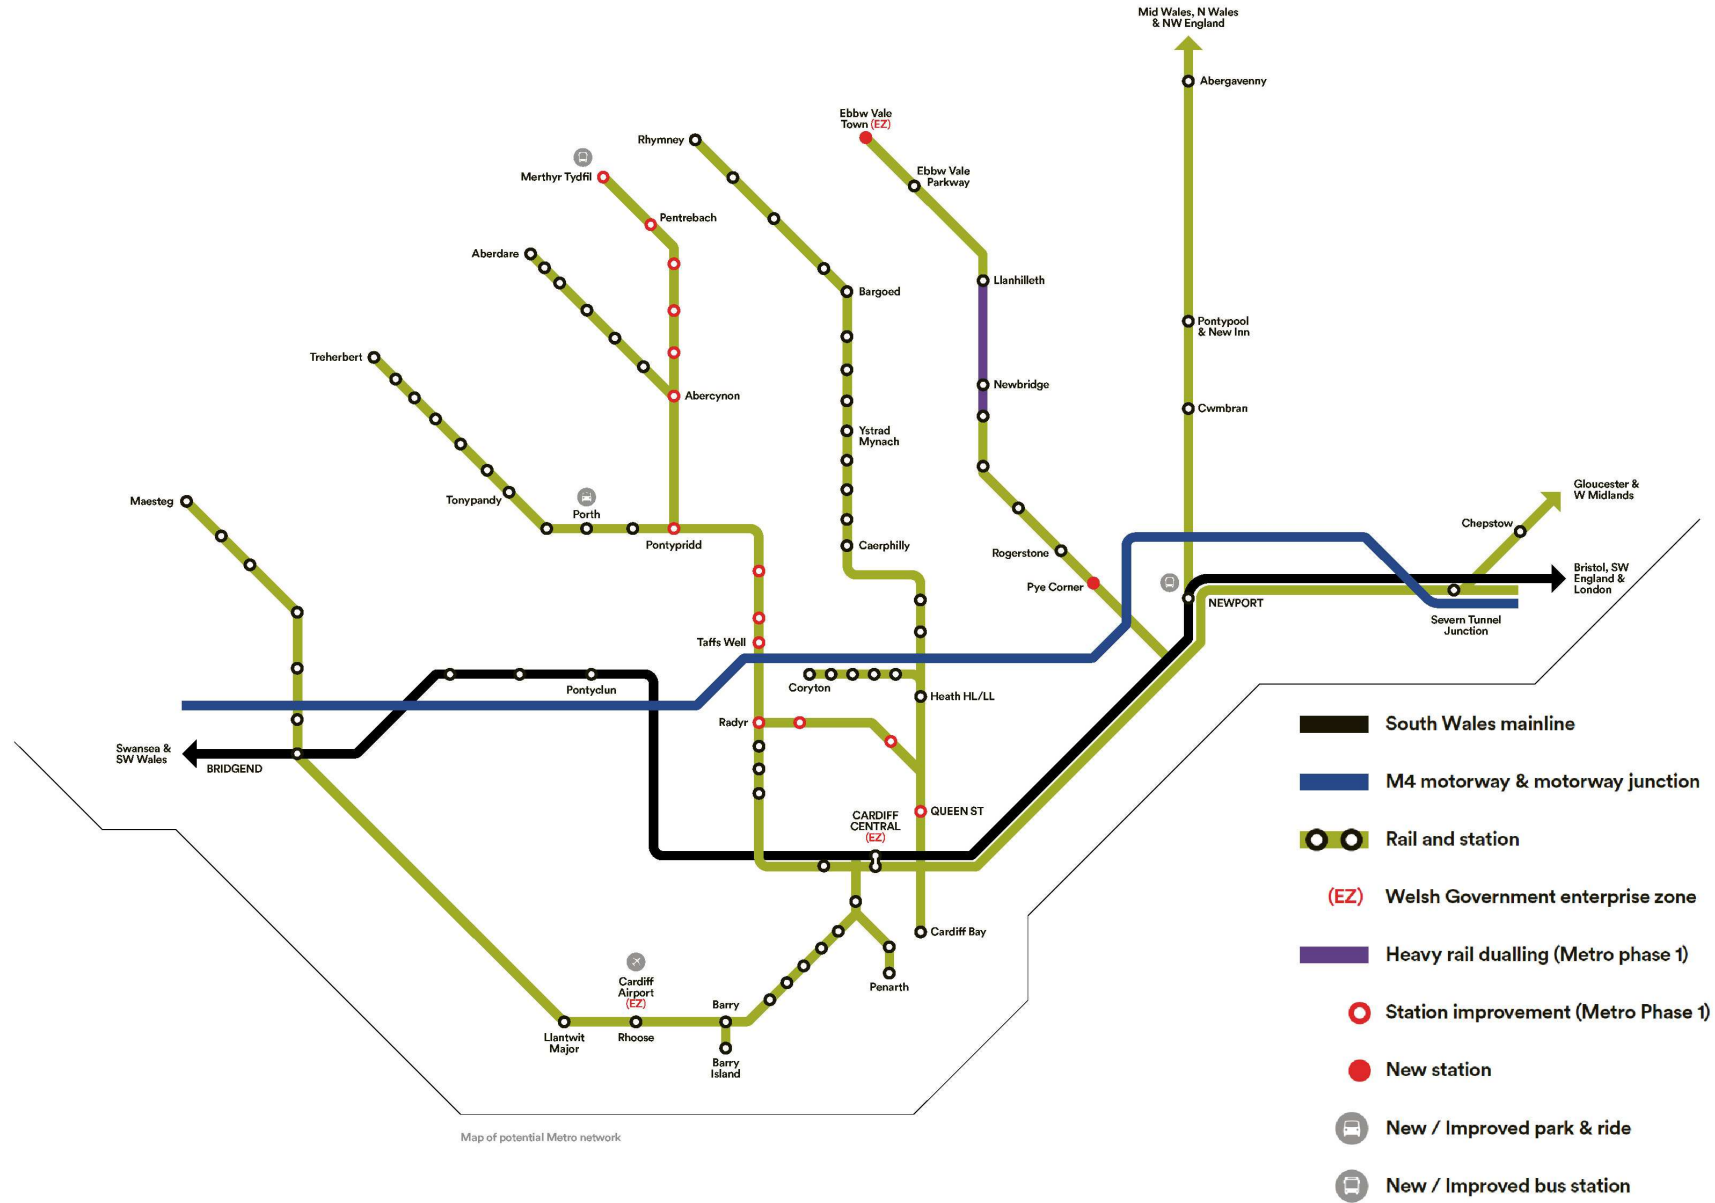 Mid Wales, N Wales
& NW England
Abergavenny
Ebbw Vale
Town (EZ)
Rhymney
Merthyr Tydfil
Ebbw Vale
Parkway
Pentrebach
Aberdare
Llanhilleth
Bargoed
Pontypool
& New Inn
Treherbert
Newbridge
Abercynon
Cwmbran
Ystrad
Mynach
Maesteg
Tonypandy
Porth
Pontypridd
Caerphilly
Rogerstone
Pye Corner
Chepstow
Gloucester &
W Midlands
Bristol, SW
England &
London
NEWPORT
Severn Tunnel
Junction
Taffs Well
Pontyclun
Coryton
Heath HL/LL
Radyr
Swansea &
SW Wales
BRIDGEND
QUEEN ST
CARDIFF
CENTRAL
(EZ)
Cardiff Bay
Penarth
Cardiff
Airport
(EZ)
Barry
Llantwit
Major
Rhoose
Barry
Island
Map of potential Metro network
South Wales mainline
M4 motorway & motorway junction
Rail and station
(EZ) Welsh Government enterprise zone
Heavy rail dualling (Metro phase 1)
Station improvement (Metro Phase 1)
New station
New / Improved park & ride
New / Improved bus station